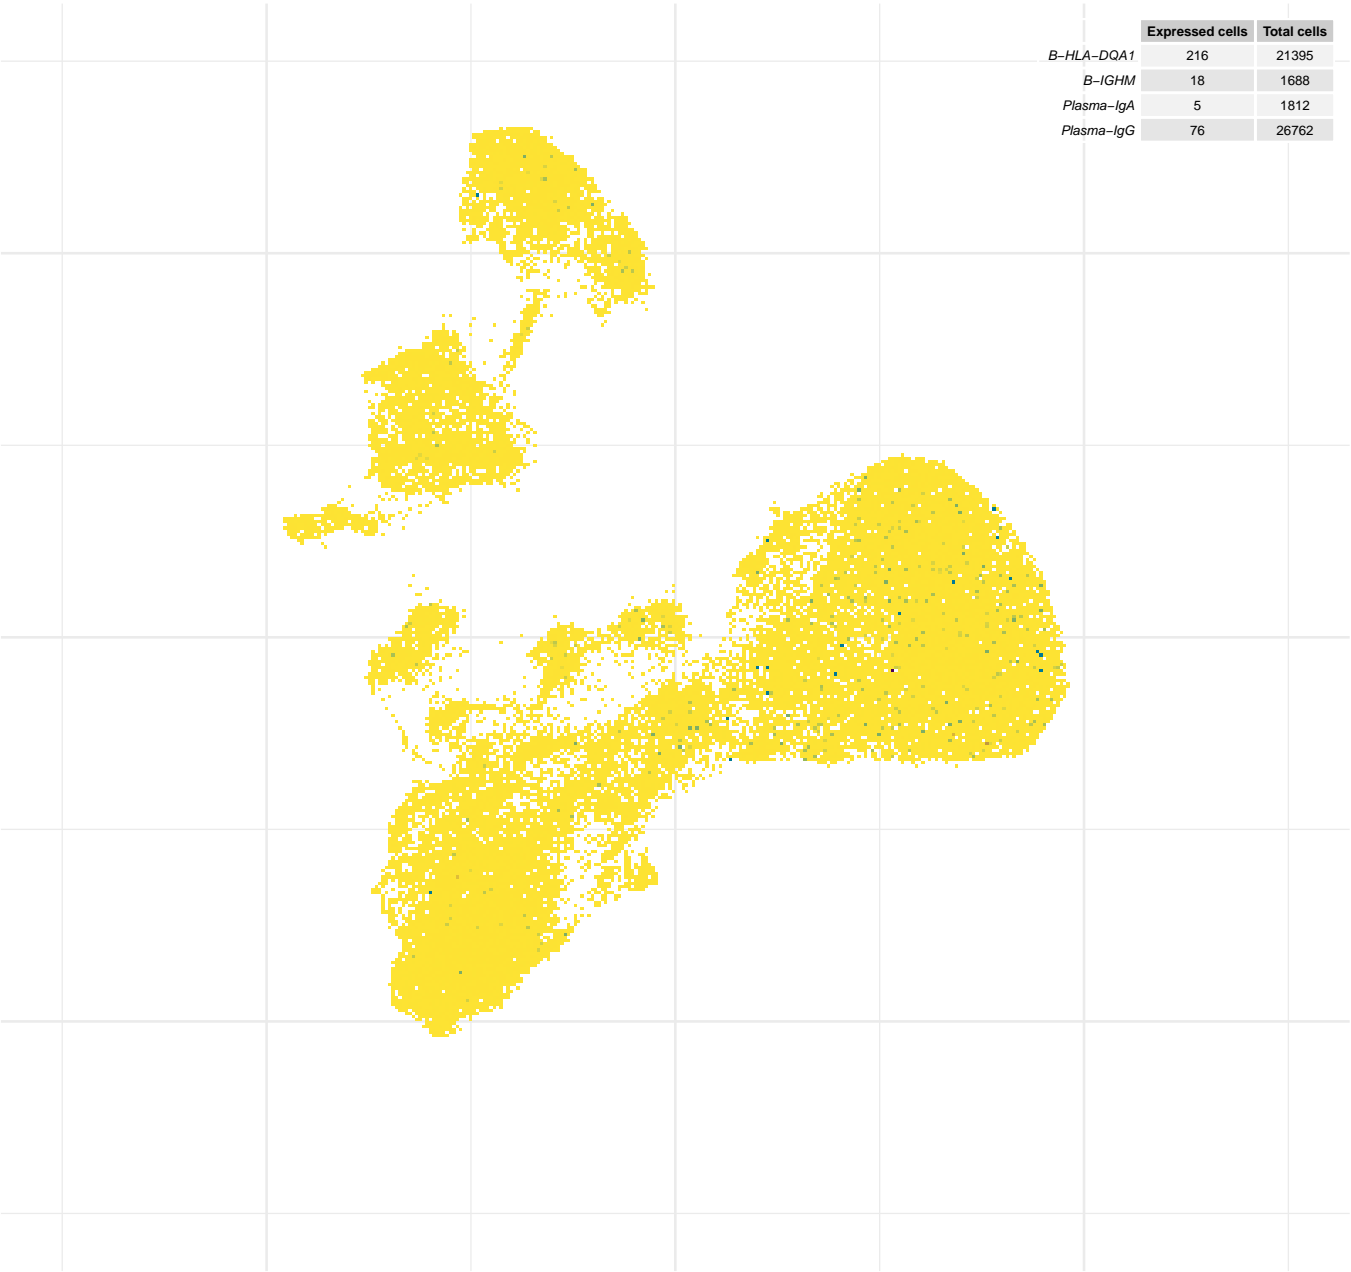 Expressed cells Total cells
B−HLA−DQA1 216 21395
B−IGHM 18 1688
Plasma−IgA 5 1812
Plasma−IgG 76 26762